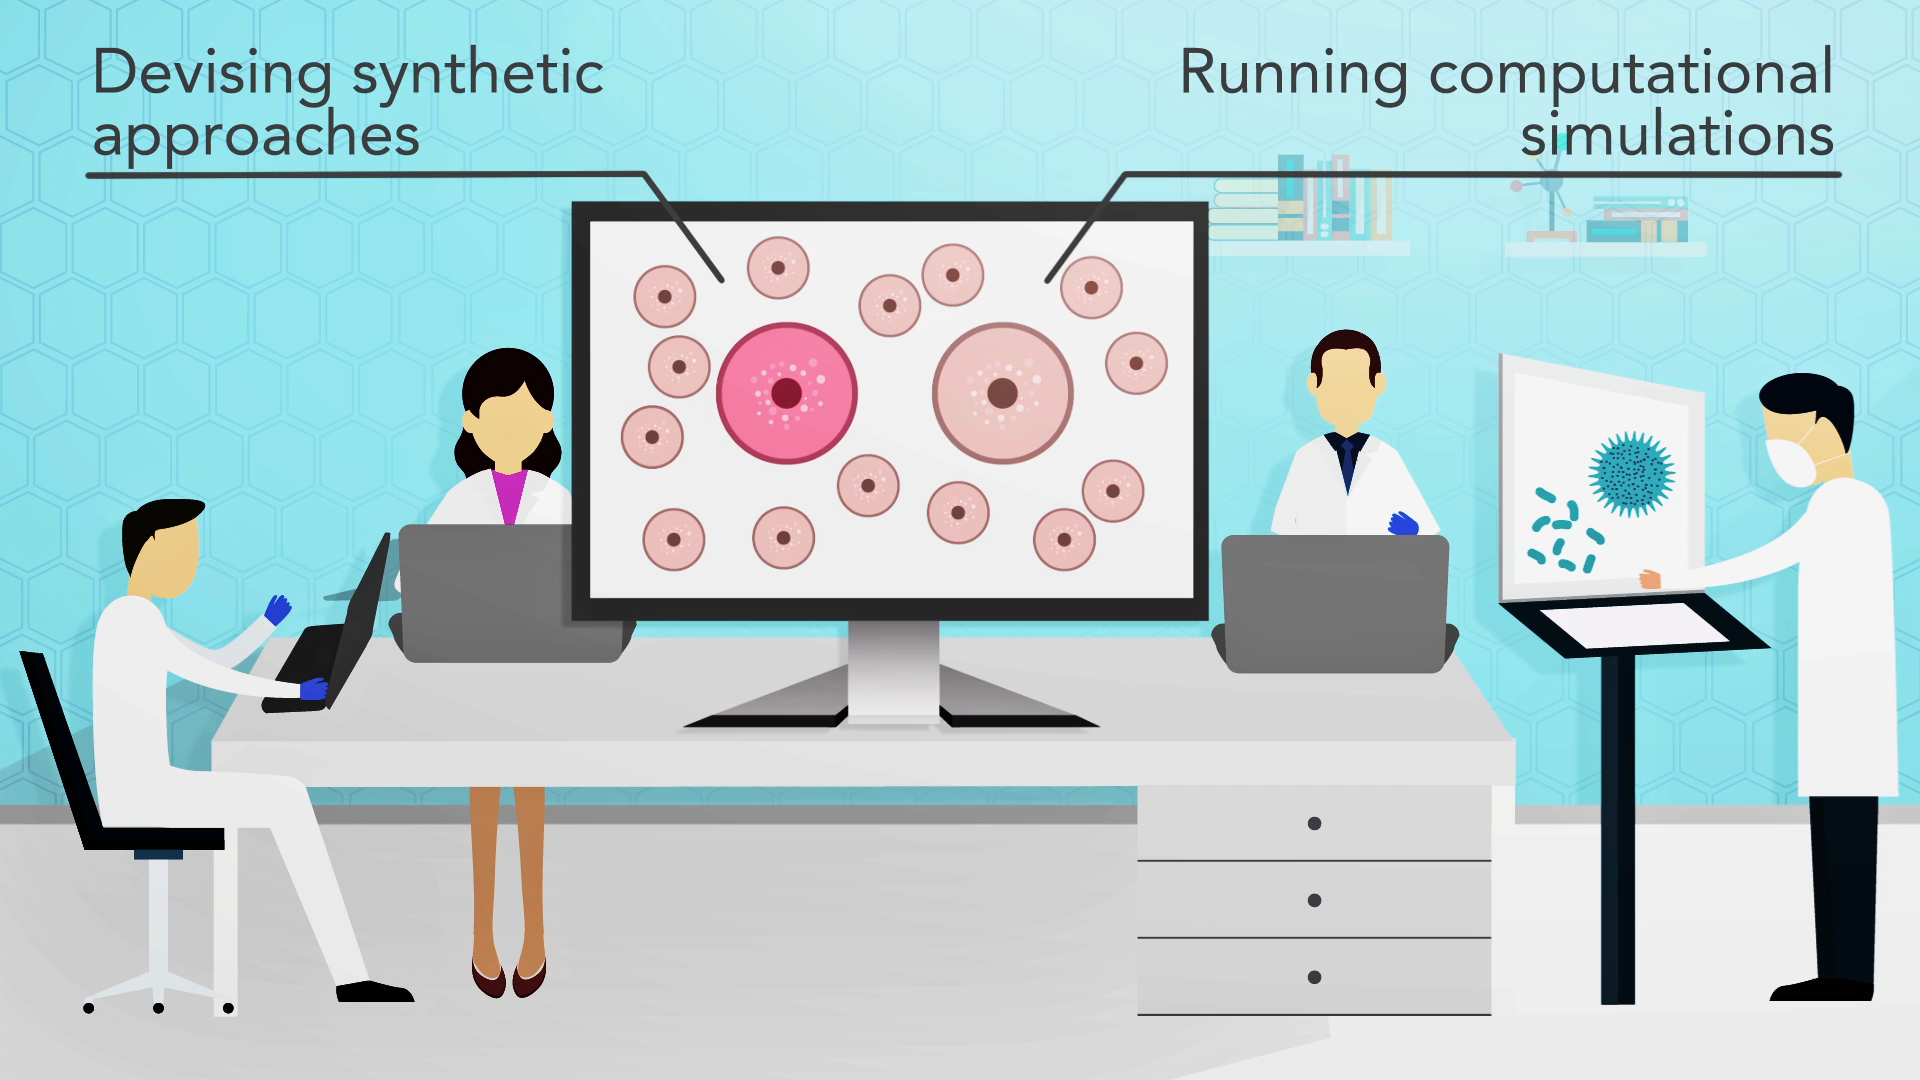 Devising synthetic
approaches
Running computational
simulations